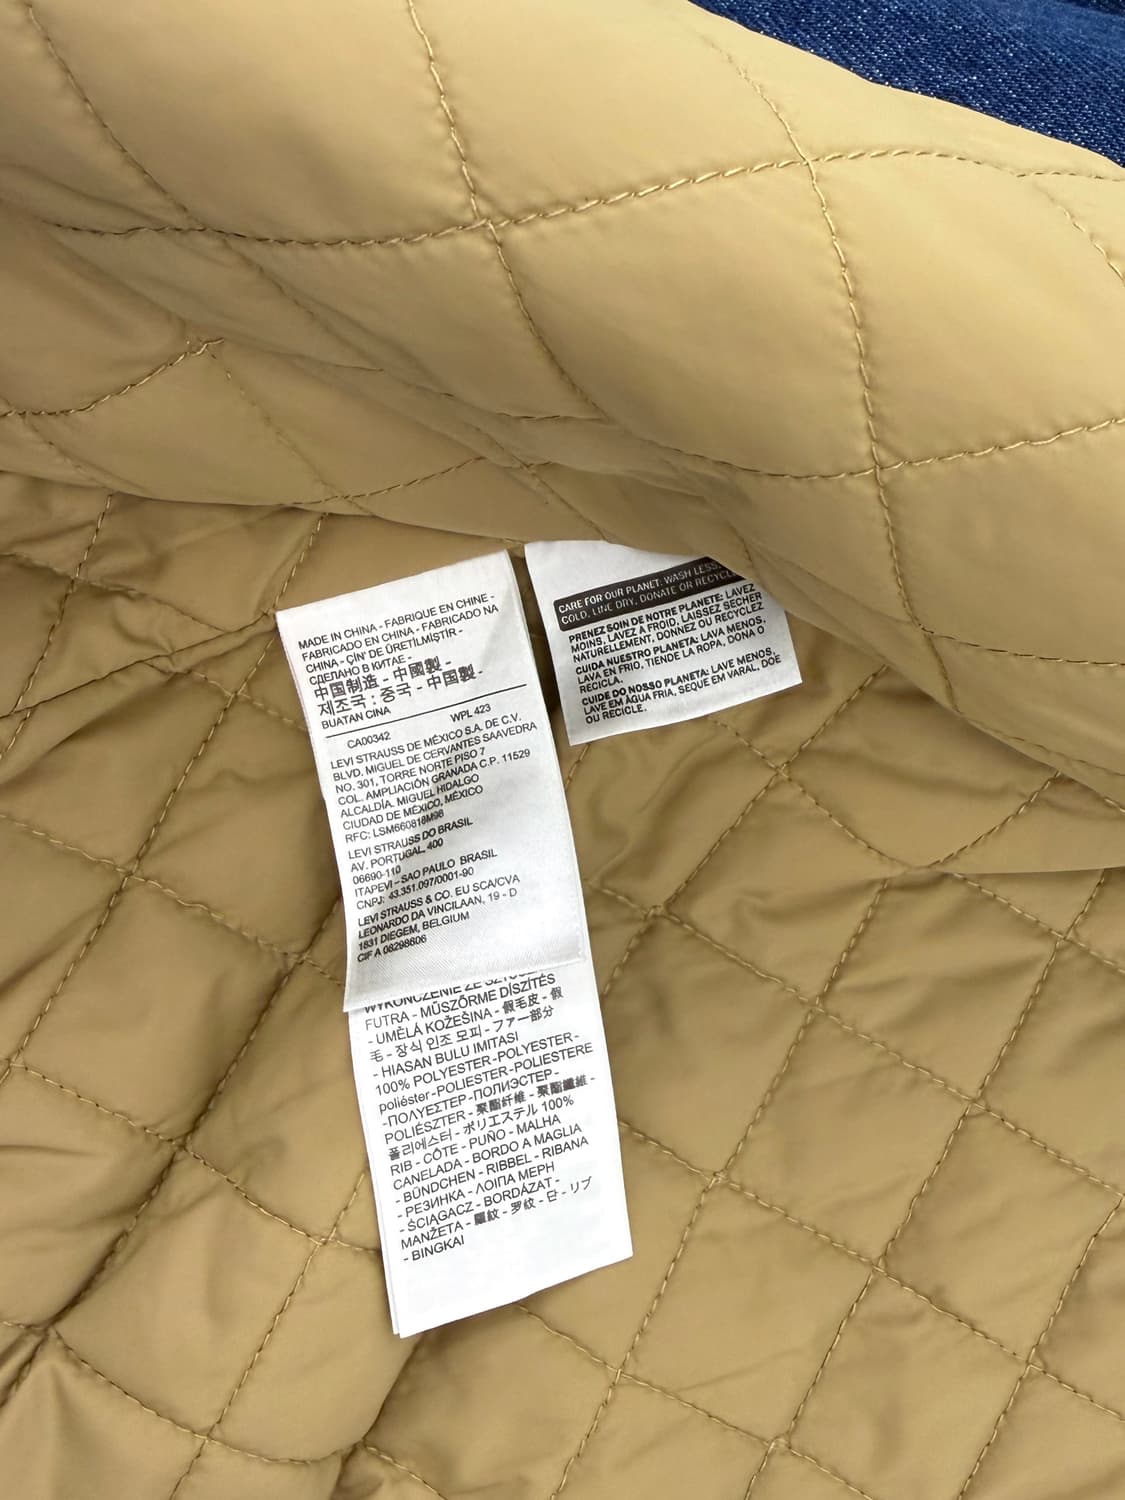 MADE IN CHINA - FABRIQUE EN CHINE -
FABRICADO EN CHINA - FABRICADO NA
CHINA - ÇİN' DE ÜRETİLMİŞTİR -
СДЕЛАНО В КИТАЕ -
中国制造 - 中國製 -
제조국 : 중국 - 中国製 -
BUATAN CINA
CA00342 WPL 423
LEVI STRAUSS DE MÉXICO S.A. DE C.V.
BLVD. MIGUEL DE CERVANTES SAAVEDRA
NO. 301, TORRE NORTE PISO 7
COL. AMPLIACIÓN GRANADA C.P. 11529
ALCALDÍA. MIGUEL HIDALGO
CIUDAD DE MÉXICO, MÉXICO
RFC: LSM660818M96
LEVI STRAUSS DO BRASIL
AV. PORTUGAL, 400
06690-110
ITAPEVI – SAO PAULO BRASIL
CNPJ: 43.351.097/0001-90
LEVI STRAUSS & CO. EU SCA/CVA
LEONARDO DA VINCILAAN, 19 - D
1831 DIEGEM, BELGIUM
CIF A 08298606
WYKOŃCZENIE ZE
FUTRA - MŰSZŐRME DÍSZÍTÉS
- UMĚLÁ KOŽEŠINA - 假毛皮 - 假
毛 - 장식 인조 모피 - ファー部分
- HIASAN BULU IMITASI
100% POLYESTER-POLYESTER-
poliéster-POLIESTER-POLIESTERE
-ΠΟΛΥΕΣΤΕΡ -ПОЛИЭСТЕР -
POLIÉSZTER - 聚酯纤维 - 聚酯纖維 -
폴리에스터 - ポリエステル 100%
RIB - CÔTE - PUÑO - MALHA
CANELADA - BORDO A MAGLIA
- BÜNDCHEN - RIBBEL - RIBANA
- РЕЗИНКА - ΛΟΙΠΑ ΜΕΡΗ
- ŚCIĄGACZ - BORDÁZAT -
MANŽETA - 羅紋 - 罗纹 - 단 - リブ
- BINGKAI
CARE FOR OUR PLANET: WASH LESS,
COLD, LINE DRY, DONATE OR RECYCLE
PRENEZ SOIN DE NOTRE PLANETE: LAVEZ
MOINS, LAVEZ À FROID, LAISSEZ SECHER
NATURELLEMENT, DONNEZ OU RECYCLEZ
CUIDA NUESTRO PLANETA: LAVA MENOS,
LAVA EN FRIO, TIENDE LA ROPA, DONA O
RECICLA.
CUIDE DO NOSSO PLANETA: LAVE MENOS,
LAVE EM ÁGUA FRIA, SEQUE EM VARAL, DOE
OU RECICLE.